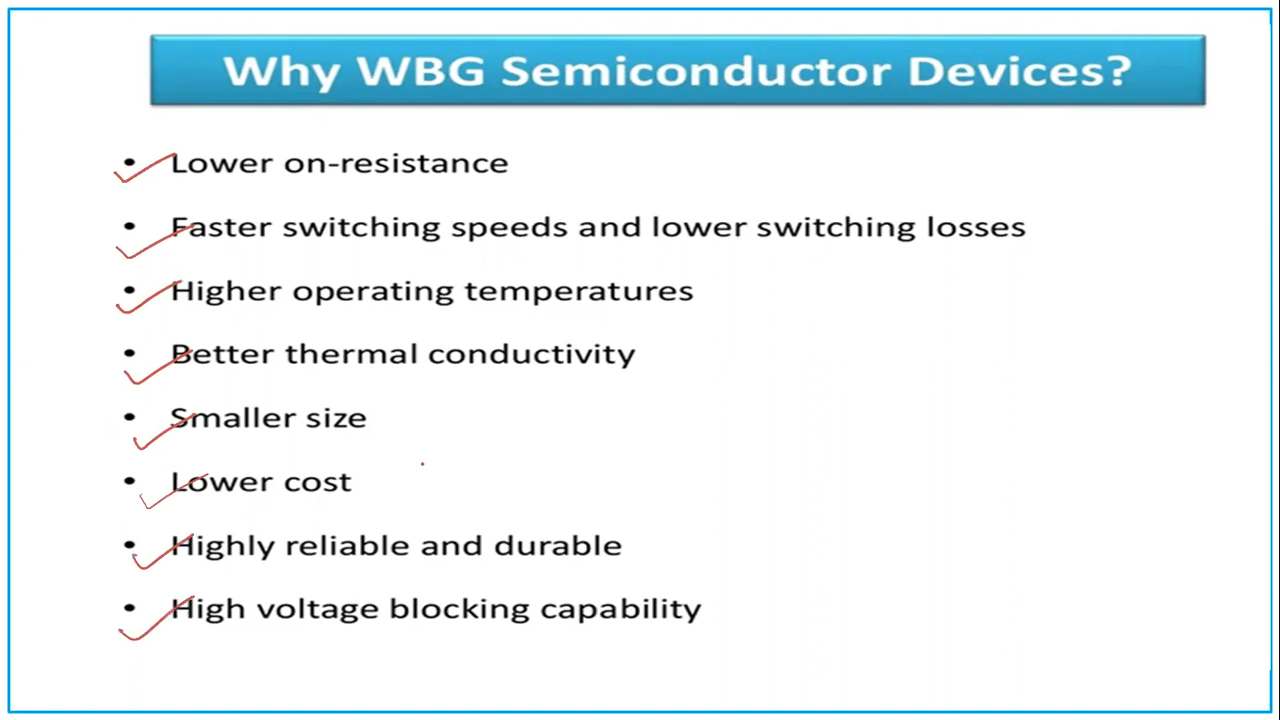 Why WBG Semiconductor Devices?
• Lower on-resistance
• Faster switching speeds and lower switching losses
• Higher operating temperatures
• Better thermal conductivity
• Smaller size
• Lower cost
• Highly reliable and durable
• High voltage blocking capability